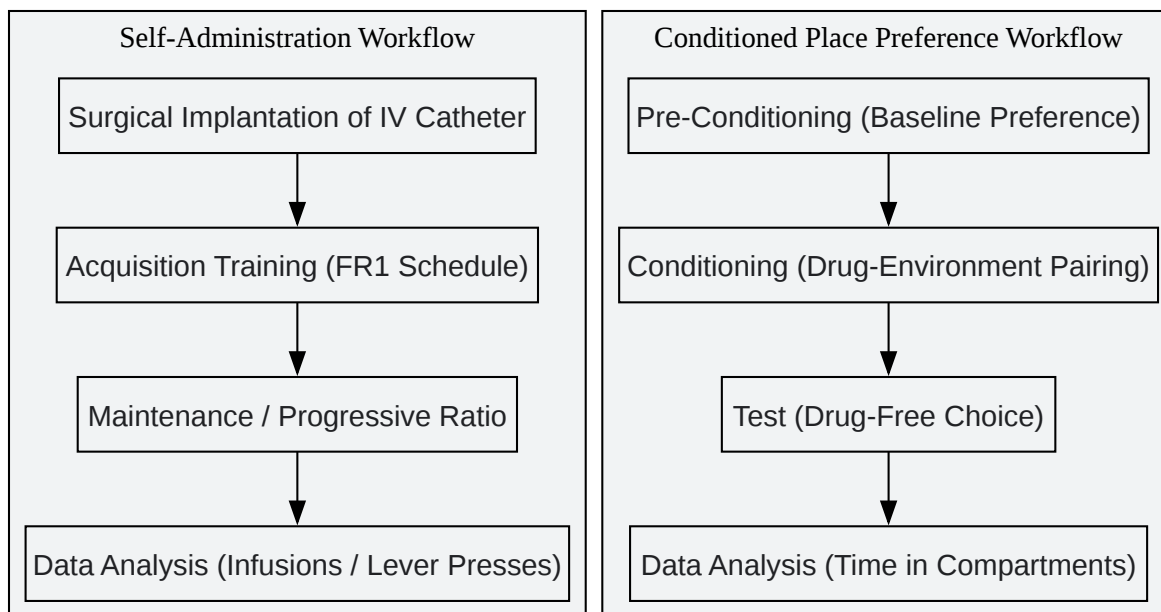 Self-Administration Workflow
Surgical Implantation of IV Catheter
Acquisition Training (FR1 Schedule)
Maintenance / Progressive Ratio
Data Analysis (Infusions / Lever Presses)
Conditioned Place Preference Workflow
Pre-Conditioning (Baseline Preference)
Conditioning (Drug-Environment Pairing)
Test (Drug-Free Choice)
Data Analysis (Time in Compartments)